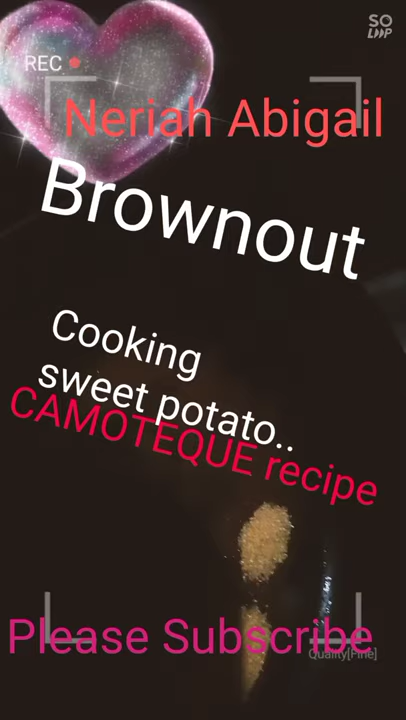 SO
LOOP
REC
Neriah Abigail
Brownout
Cooking
sweet potato..
CAMOTEQUE recipe
Please Subscribe
Quality[Fine]